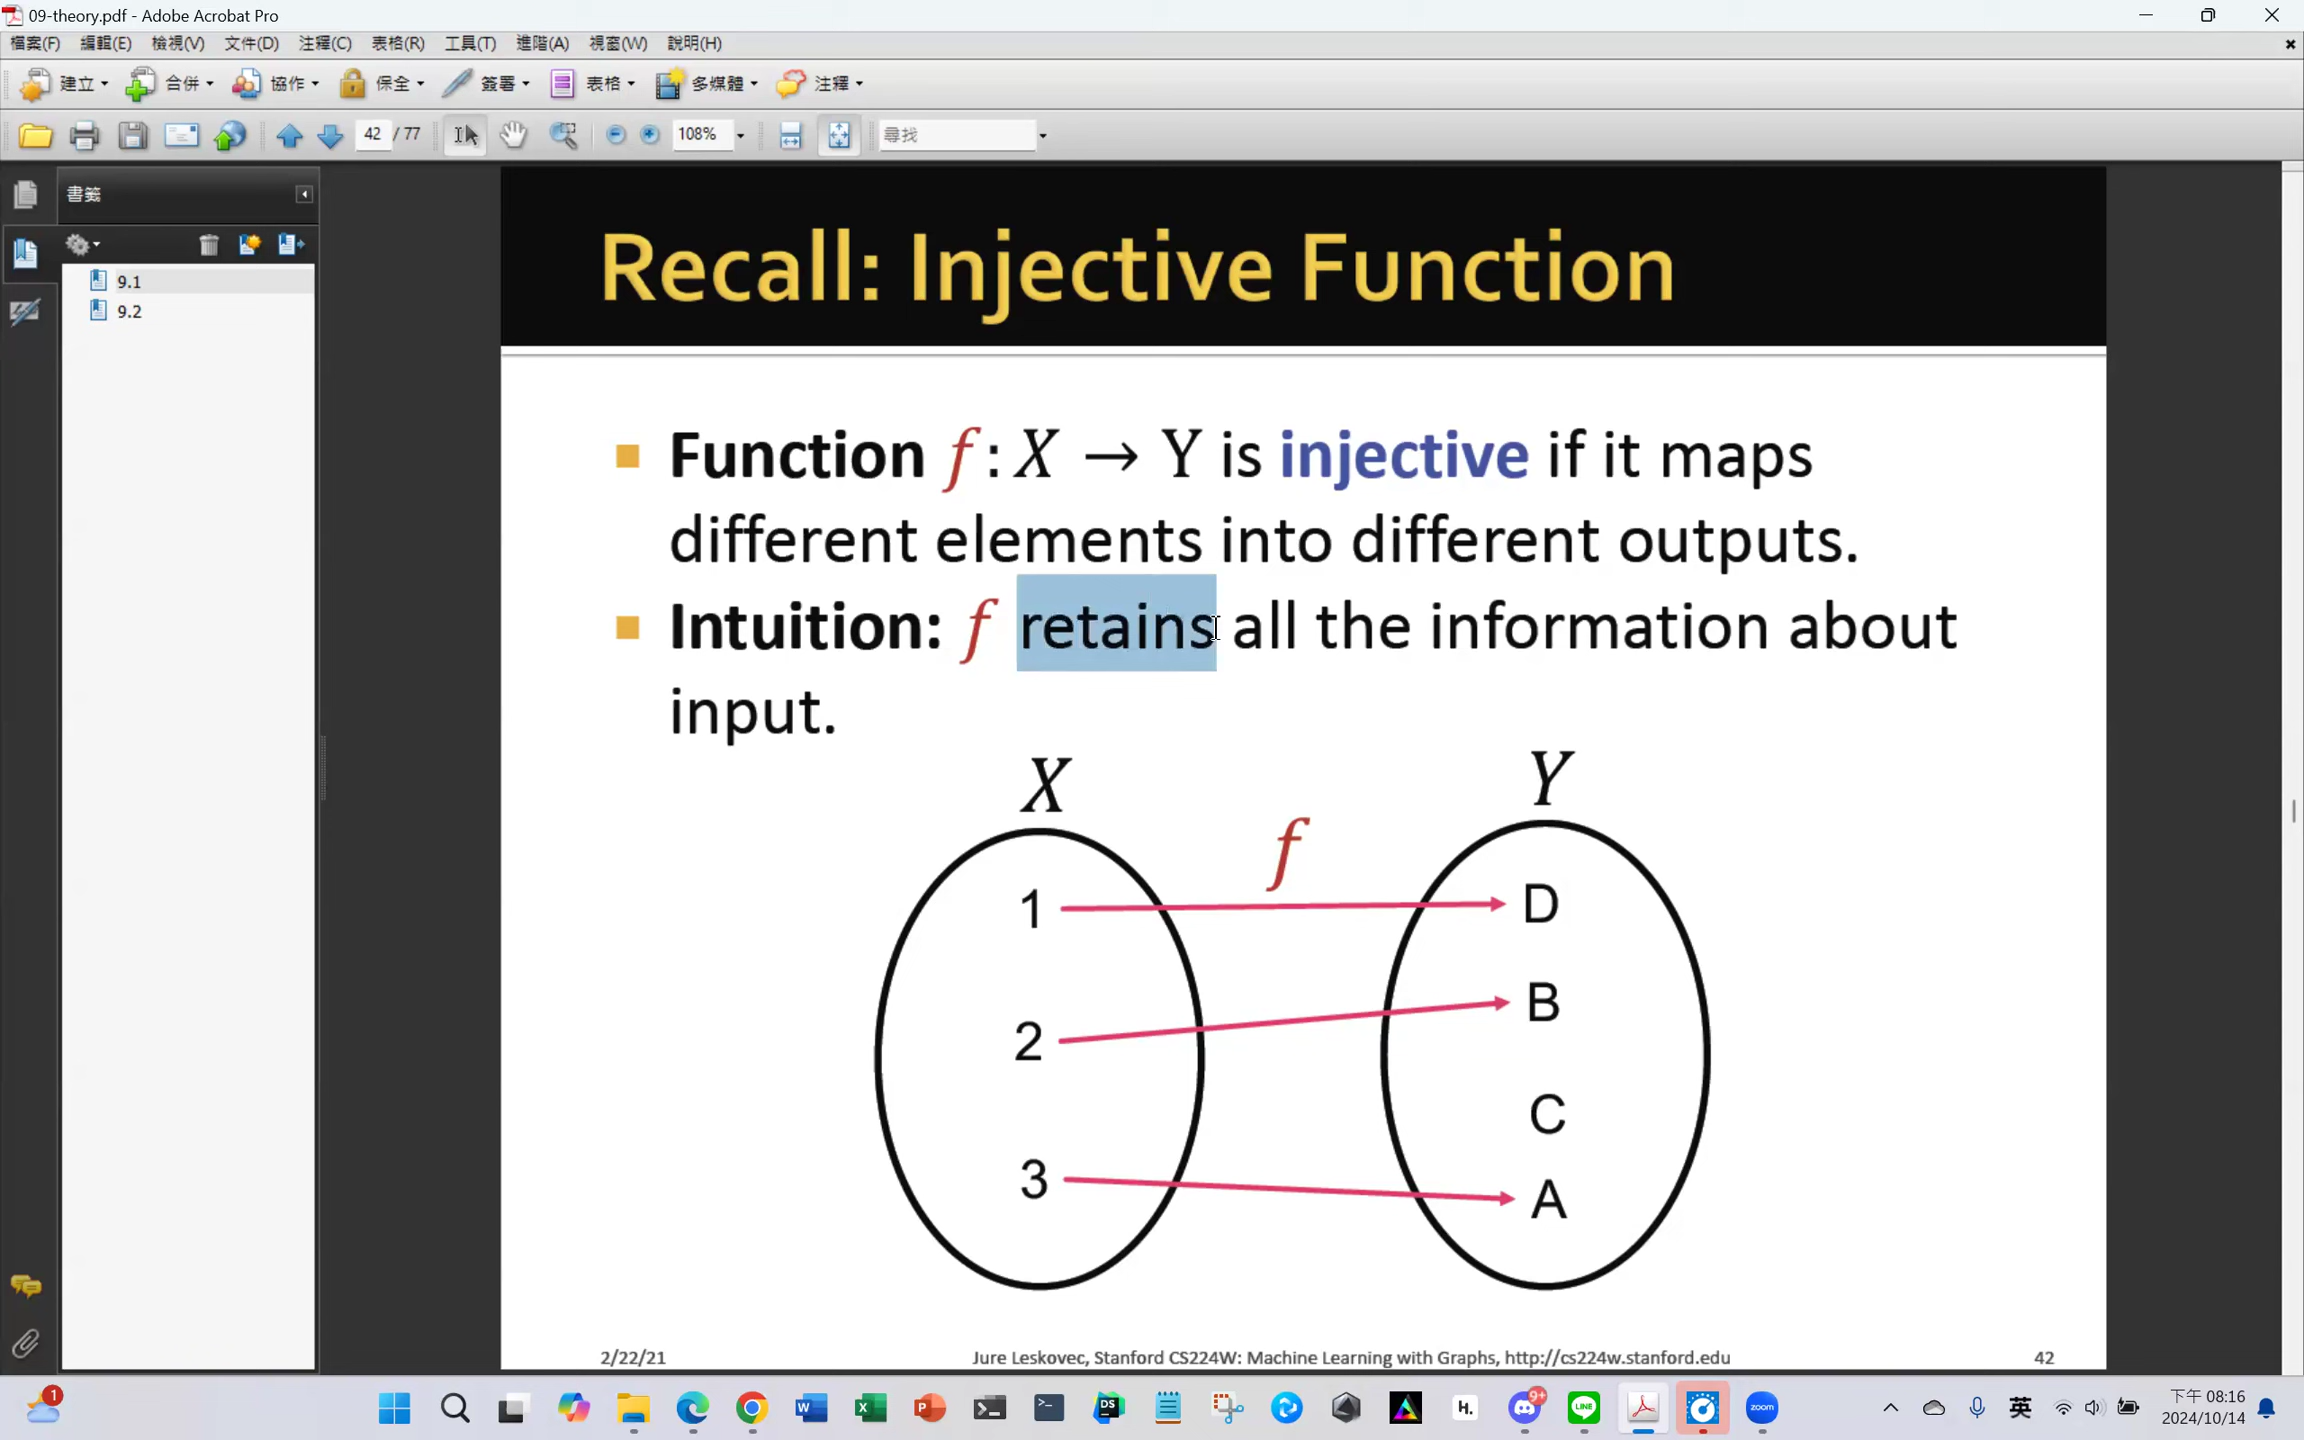 09-theory.pdf - Adobe Acrobat Pro
檔案(F) 編輯(E) 檢視(V) 文件(D) 注釋(C) 表格(R) 工具(T) 進階(A) 視窗(W) 說明(H)
建立 合併 協作 保全 簽署 表格 多媒體 注釋
42 / 77 108% 尋找
書籤
9.1
9.2
Recall: Injective Function
Function f: X → Y is injective if it maps
different elements into different outputs.
Intuition: f retains all the information about
input.
X Y
f
1 D
2 B
C
3 A
2/22/21 Jure Leskovec, Stanford CS224W: Machine Learning with Graphs, http://cs224w.stanford.edu 42
1 W X P DS H. 9+ LINE zoom 英 下午 08:16
2024/10/14